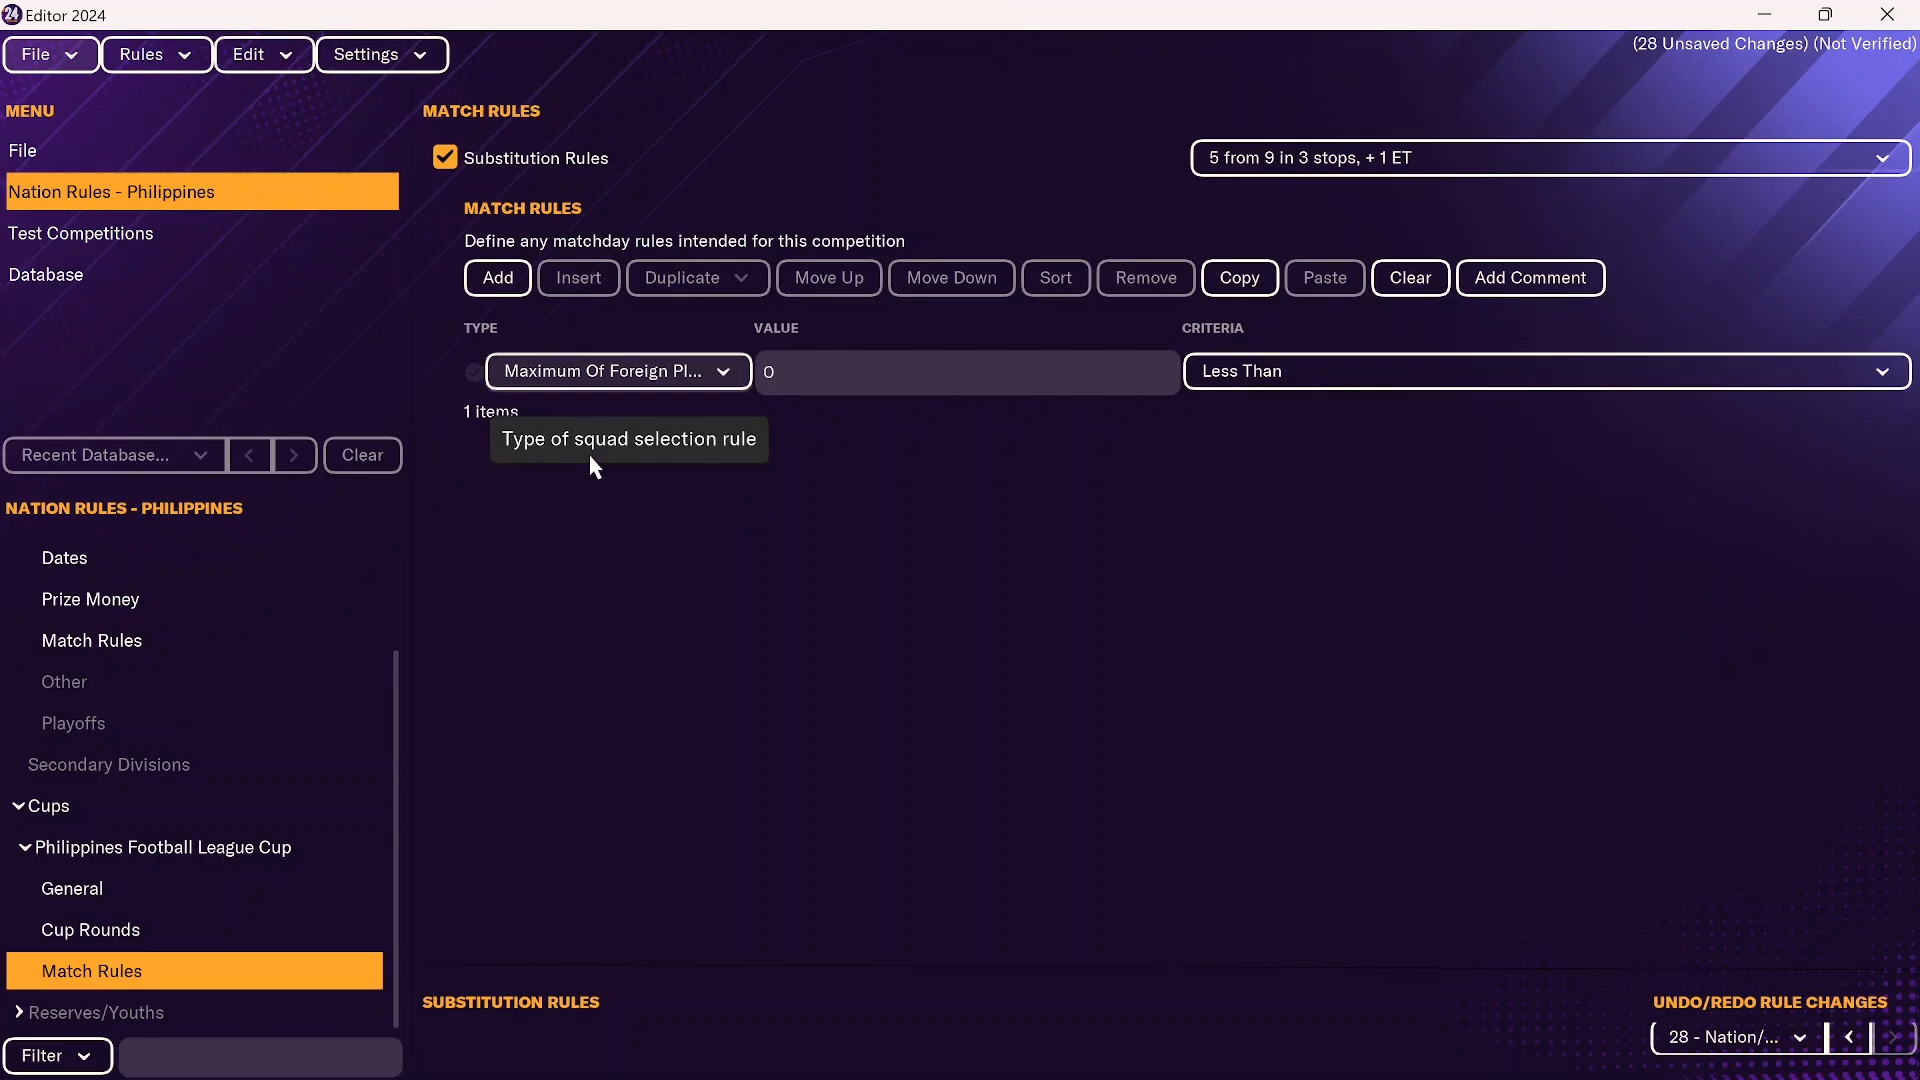 24 Editor 2024
File Rules Edit Settings (28 Unsaved Changes) (Not Verified)
MENU
File
Nation Rules - Philippines
Test Competitions
Database
Recent Database... < > Clear
NATION RULES - PHILIPPINES
Dates
Prize Money
Match Rules
Other
Playoffs
Secondary Divisions
Cups
Philippines Football League Cup
General
Cup Rounds
Match Rules
Reserves/Youths
Filter
MATCH RULES
Substitution Rules 5 from 9 in 3 stops, + 1 ET
MATCH RULES
Define any matchday rules intended for this competition
Add Insert Duplicate Move Up Move Down Sort Remove Copy Paste Clear Add Comment
TYPE VALUE CRITERIA
Maximum Of Foreign Pl... 0 Less Than
1 items
Type of squad selection rule
SUBSTITUTION RULES
UNDO/REDO RULE CHANGES
28 - Nation/... < >